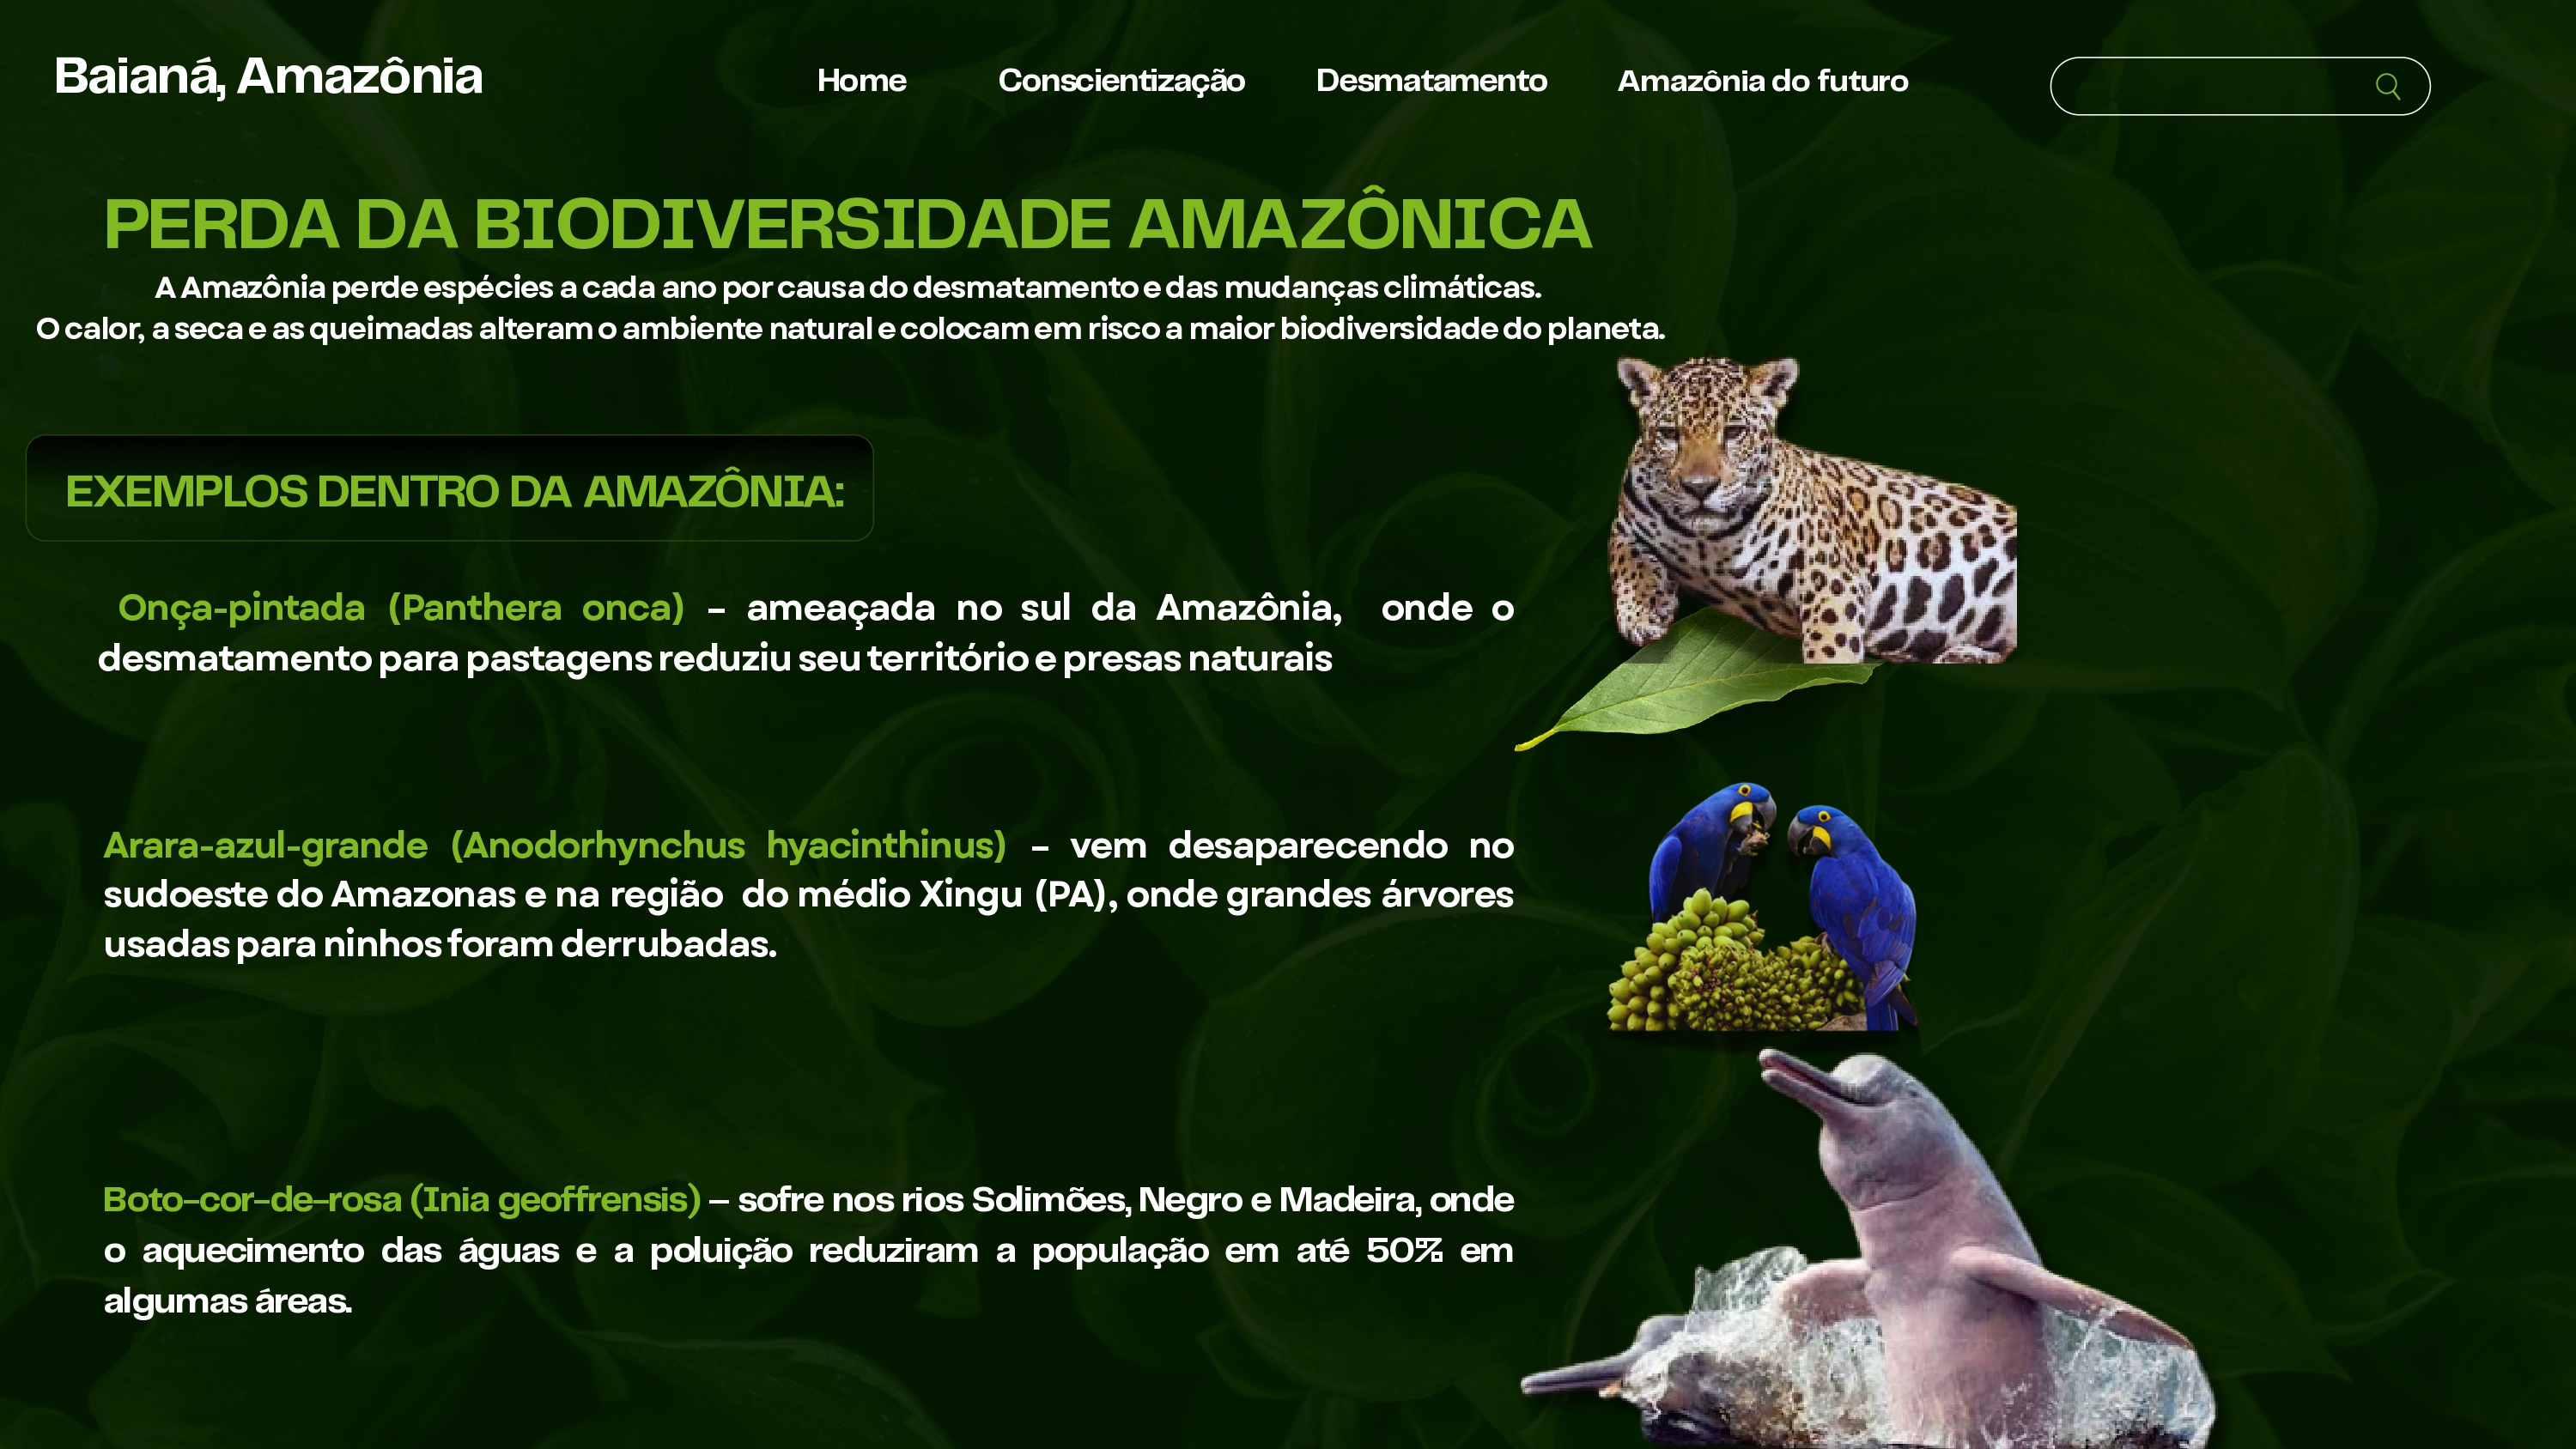 Baianá, Amazônia
Home
Conscientização
Desmatamento
Amazônia do futuro
PERDA DA BIODIVERSIDADE AMAZÔNICA
A Amazônia perde espécies a cada ano por causa do desmatamento e das mudanças climáticas.
O calor, a seca e as queimadas alteram o ambiente natural e colocam em risco a maior biodiversidade do planeta.
EXEMPLOS DENTRO DA AMAZÔNIA:
Onça-pintada (Panthera onca) – ameaçada no sul da Amazônia, onde o
desmatamento para pastagens reduziu seu território e presas naturais
Arara-azul-grande (Anodorhynchus hyacinthinus) – vem desaparecendo no
sudoeste do Amazonas e na região do médio Xingu (PA), onde grandes árvores
usadas para ninhos foram derrubadas.
Boto-cor-de-rosa (Inia geoffrensis) – sofre nos rios Solimões, Negro e Madeira, onde
o aquecimento das águas e a poluição reduziram a população em até 50% em
algumas áreas.